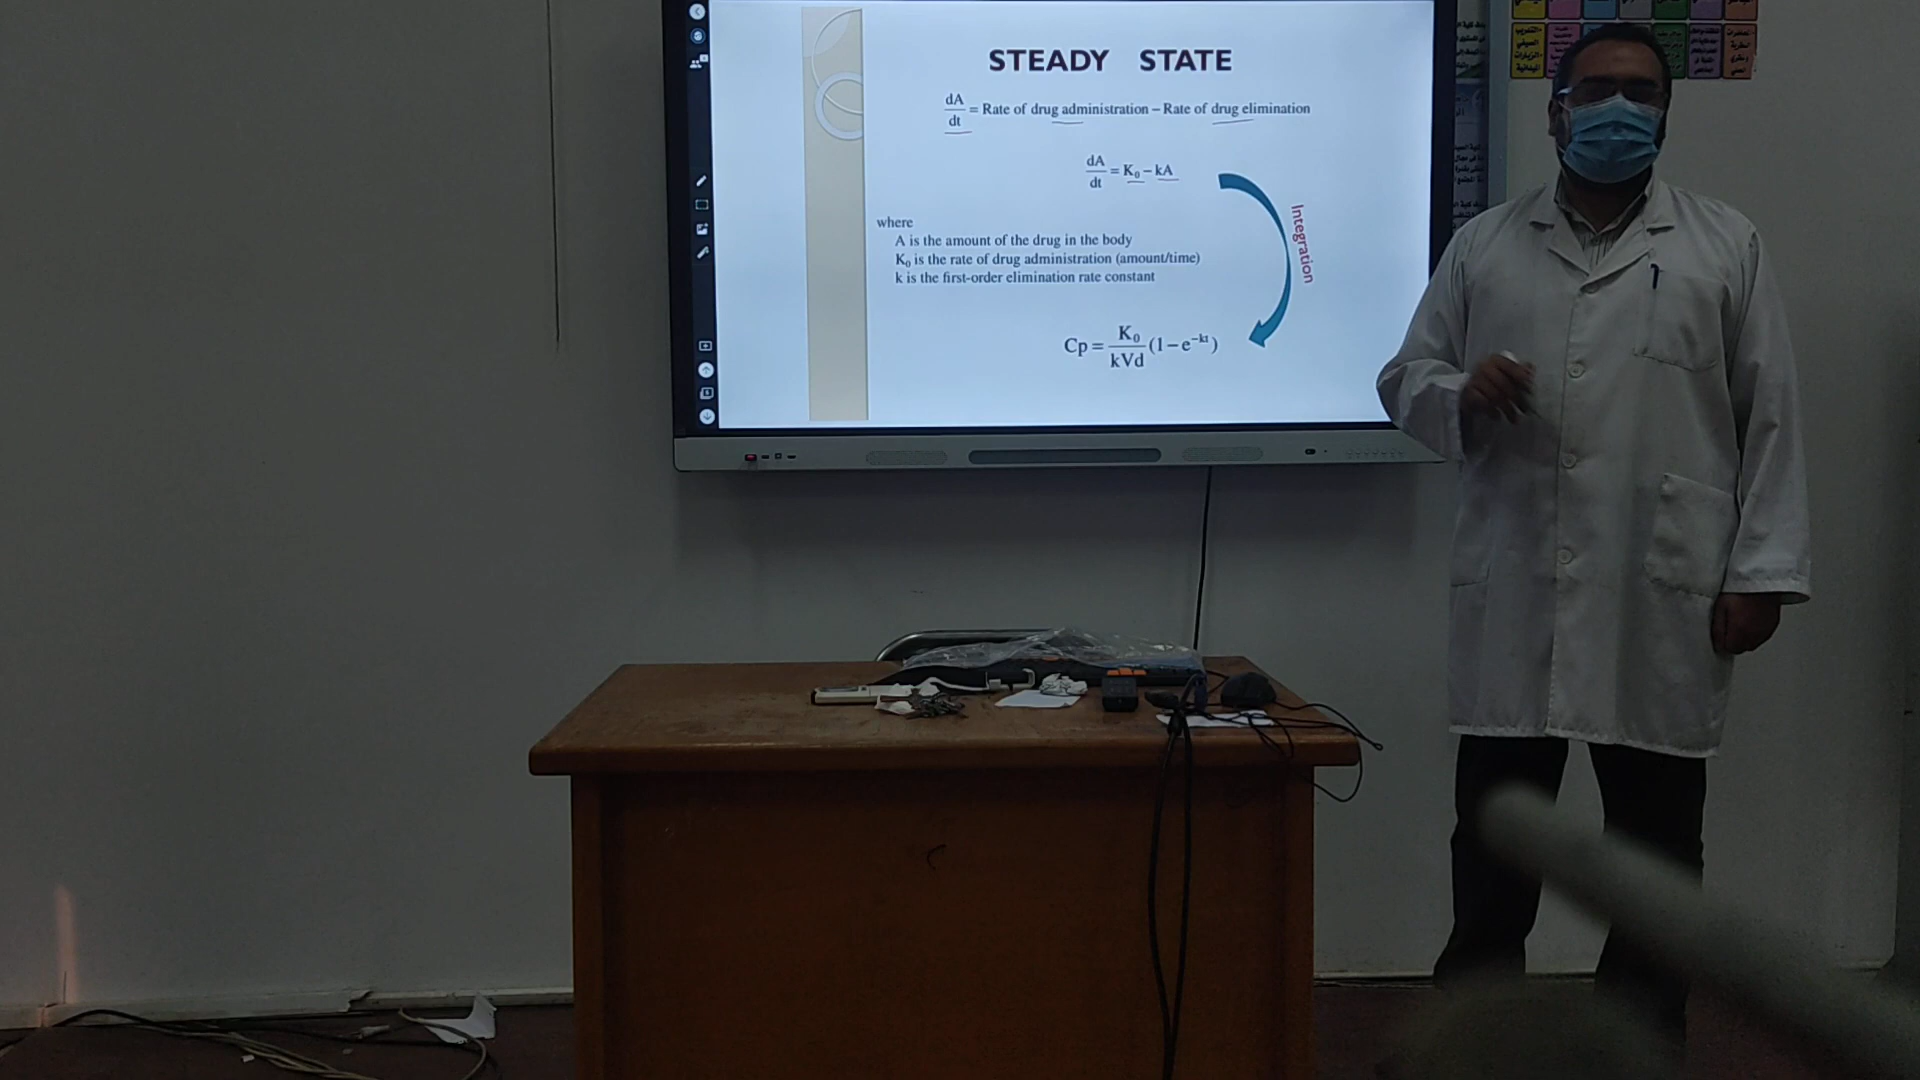 STEADY STATE
dA/dt = Rate of drug administration – Rate of drug elimination
dA/dt = K₀ – kA
Integration
where
A is the amount of the drug in the body
K₀ is the rate of drug administration (amount/time)
k is the first-order elimination rate constant
Cp = K₀/kVd (1 – e⁻ᵏᵗ)